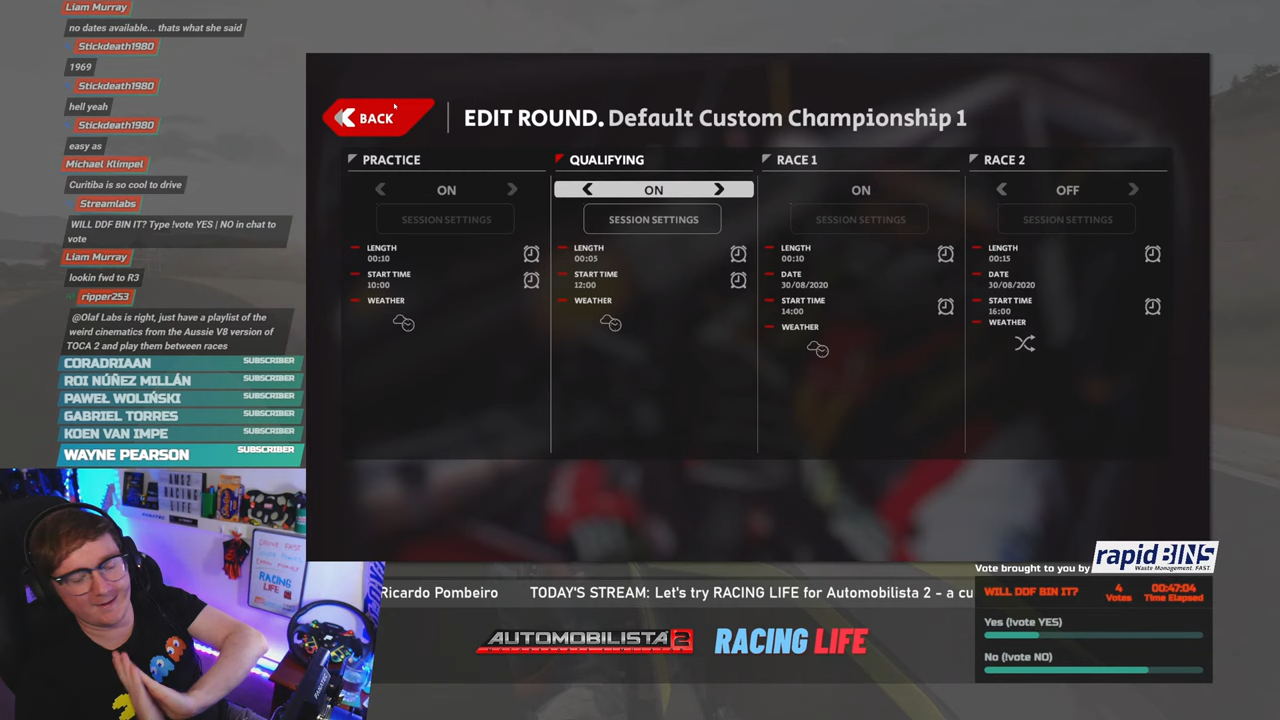 Liam Murray
no dates available... thats what she said
Stickdeath1980
1969
Stickdeath1980
hell yeah
Stickdeath1980
easy as
Michael Klimpel
Curitiba is so cool to drive
Streamlabs
WILL DDF BIN IT? Type !vote YES | NO in chat to
vote
Liam Murray
lookin fwd to R3
ripper253
@Olaf Labs is right, just have a playlist of the
weird cinematics from the Aussie V8 version of
TOCA 2 and play them between races
CORADRIAAN SUBSCRIBER
ROI NÚÑEZ MILLÁN SUBSCRIBER
PAWEŁ WOLIŃSKI SUBSCRIBER
GABRIEL TORRES SUBSCRIBER
KOEN VAN IMPE SUBSCRIBER
WAYNE PEARSON SUBSCRIBER
BACK
EDIT ROUND. Default Custom Championship 1
PRACTICE
ON
SESSION SETTINGS
LENGTH
00:10
START TIME
10:00
WEATHER
QUALIFYING
ON
SESSION SETTINGS
LENGTH
00:05
START TIME
12:00
WEATHER
RACE 1
ON
SESSION SETTINGS
LENGTH
00:10
DATE
30/08/2020
START TIME
14:00
WEATHER
RACE 2
OFF
SESSION SETTINGS
LENGTH
00:15
DATE
30/08/2020
START TIME
16:00
WEATHER
AMS2
RACING
LIFE
RACING
LIFE
Ricardo Pombeiro TODAY'S STREAM: Let's try RACING LIFE for Automobilista 2 - a cu
AUTOMOBILISTA 2 RACING LIFE
Vote brought to you by rapidBINS
Waste Management. FAST.
WILL DDF BIN IT?
4
Votes
00:47:04
Time Elapsed
Yes (!vote YES)
No (!vote NO)